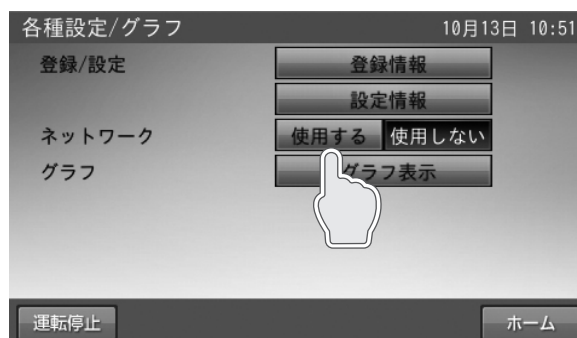 各種設定/グラフ 10月13日 10:51
登録/設定 登録情報
設定情報
ネットワーク 使用する 使用しない
グラフ グラフ表示
運転停止 ホーム